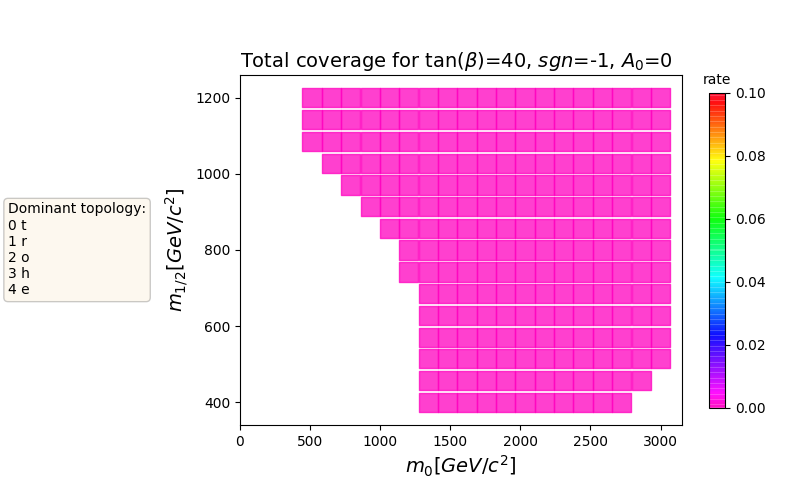 Total coverage for tan(β)=40, sgn=-1, A₀=0
rate
Dominant topology:
0 t
1 r
2 o
3 h
4 e
m₁/₂[GeV/c²]
1200
1000
800
600
400
0 500 1000 1500 2000 2500 3000
m₀[GeV/c²]
0.10
0.08
0.06
0.04
0.02
0.00